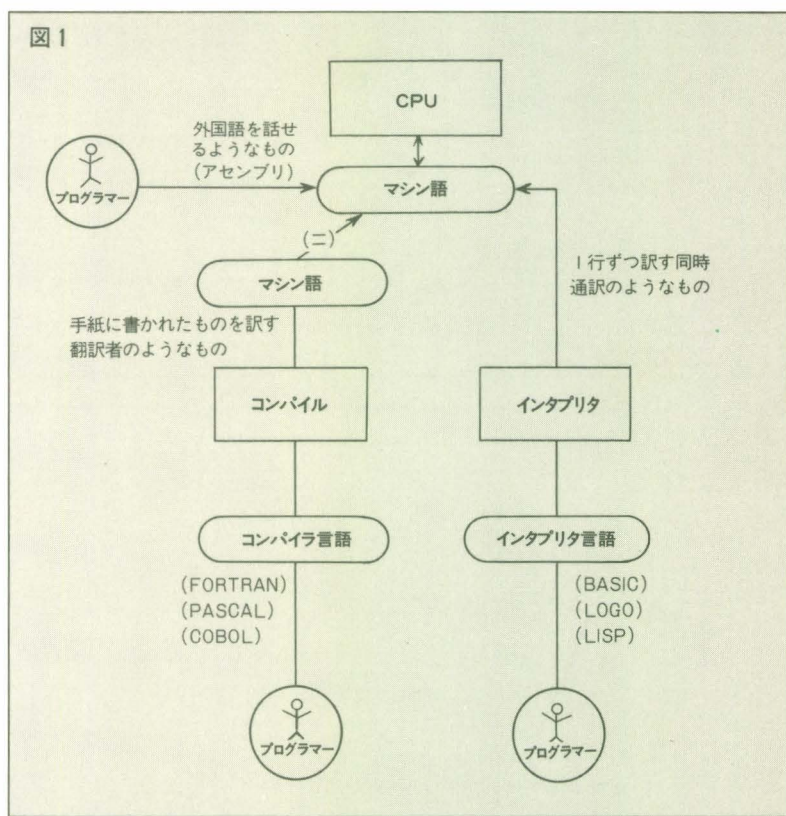 図1
CPU
外国語を話せ
るようなもの
(アセンブリ)
プログラマー
マシン語
(二)
マシン語
1行ずつ訳す同時
通訳のようなもの
手紙に書かれたものを訳す
翻訳者のようなもの
コンパイル
インタプリタ
コンパイラ言語
インタプリタ言語
(FORTRAN)
(PASCAL)
(COBOL)
(BASIC)
(LOGO)
(LISP)
プログラマー
プログラマー